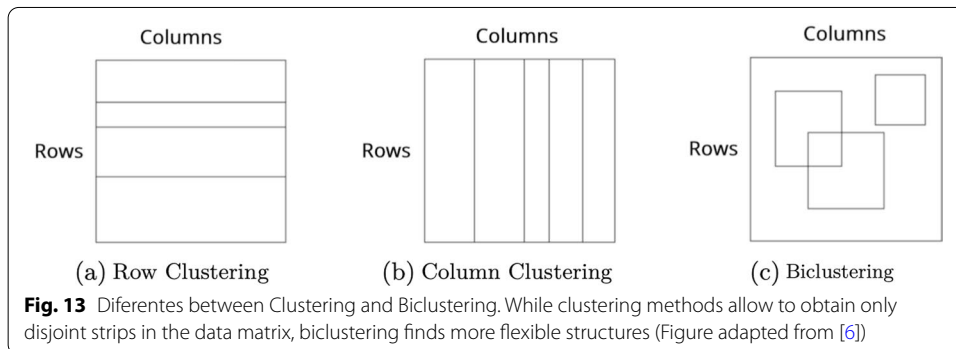 Columns
Columns
Columns
Rows
Rows
Rows
(a) Row Clustering
(b) Column Clustering
(c) Biclustering
Fig. 13 Diferentes between Clustering and Biclustering. While clustering methods allow to obtain only
disjoint strips in the data matrix, biclustering finds more flexible structures (Figure adapted from [6])